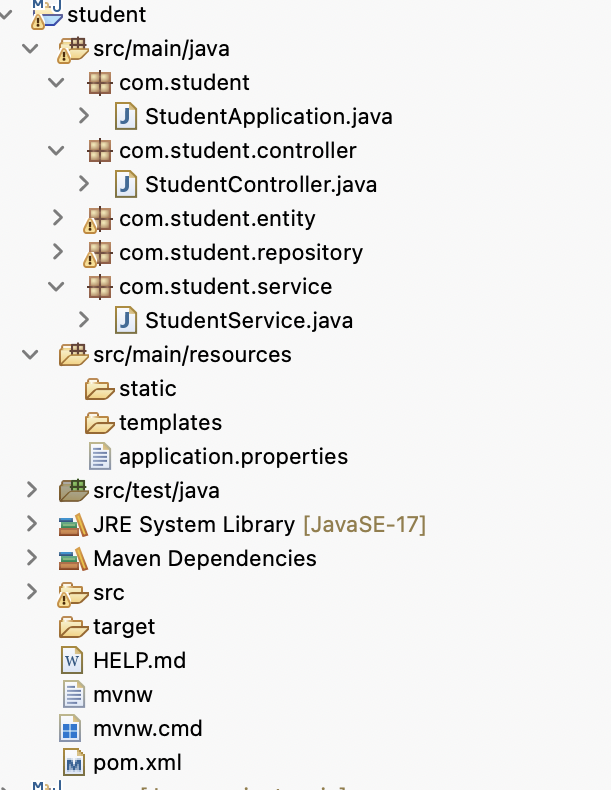 student
src/main/java
com.student
StudentApplication.java
com.student.controller
StudentController.java
com.student.entity
com.student.repository
com.student.service
StudentService.java
src/main/resources
static
templates
application.properties
src/test/java
JRE System Library [JavaSE-17]
Maven Dependencies
src
target
HELP.md
mvnw
mvnw.cmd
pom.xml